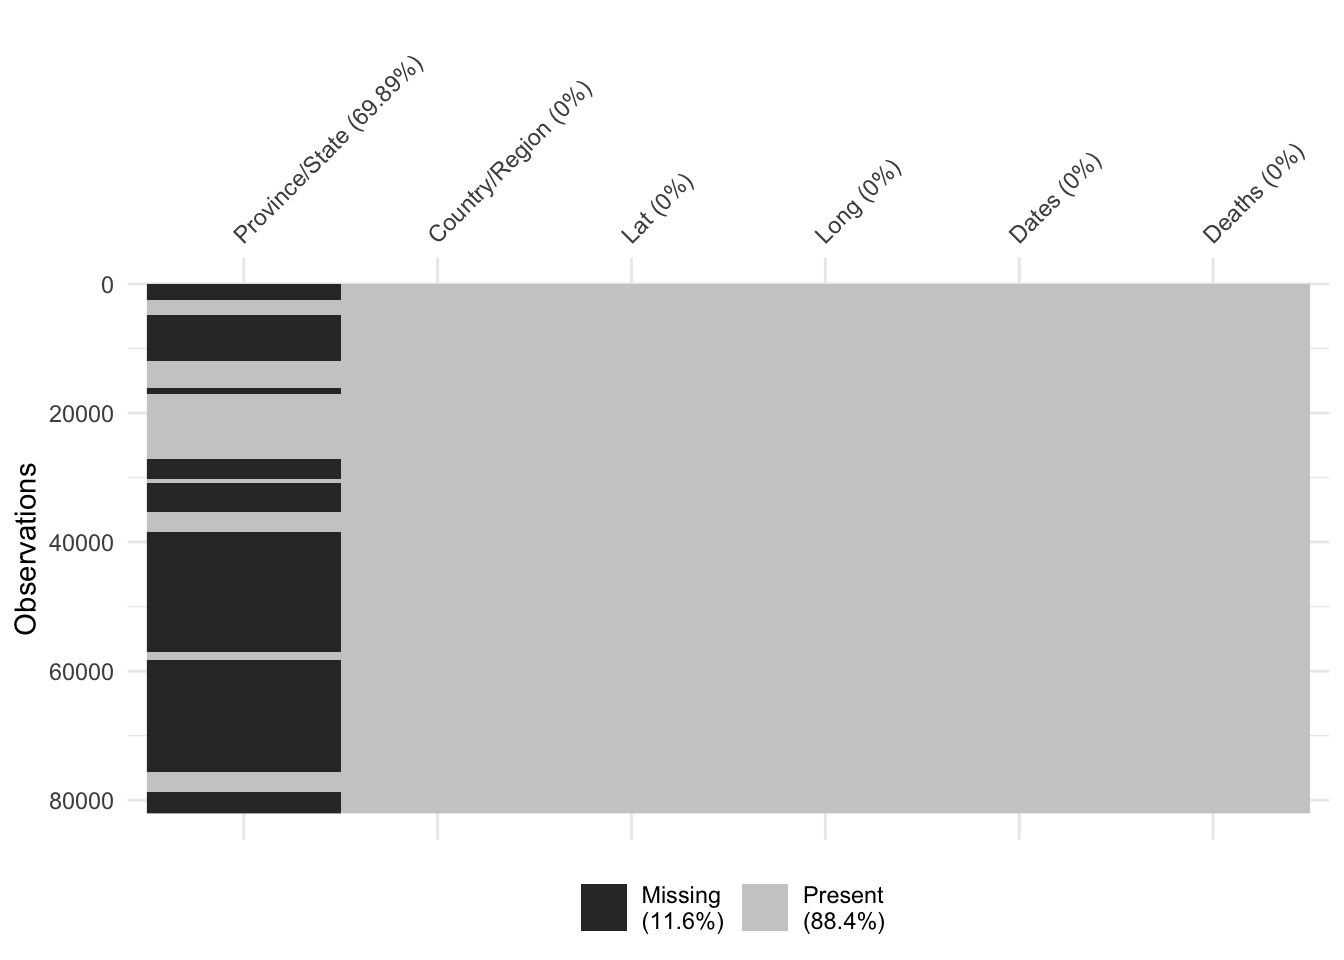 Province/State (69.89%)
Country/Region (0%)
Lat (0%)
Long (0%)
Dates (0%)
Deaths (0%)
0
20000
40000
60000
80000
Observations
Missing
(11.6%)
Present
(88.4%)